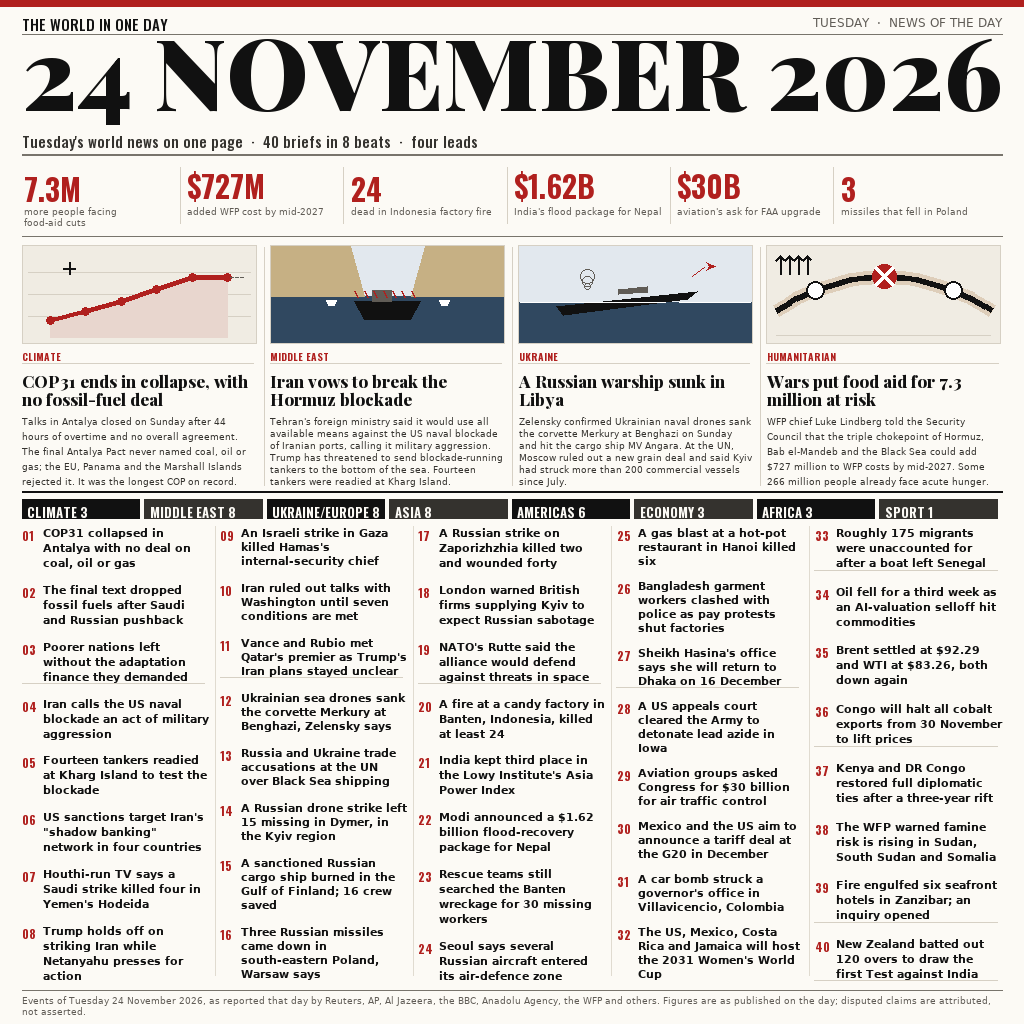 THE WORLD IN ONE DAY
TUESDAY · NEWS OF THE DAY
24 NOVEMBER 2026
Tuesday's world news on one page · 40 briefs in 8 beats · four leads
7.3M
more people facing
food-aid cuts
$727M
added WFP cost by mid-2027
24
dead in Indonesia factory fire
$1.62B
India's flood package for Nepal
$30B
aviation's ask for FAA upgrade
3
missiles that fell in Poland
CLIMATE
COP31 ends in collapse, with
no fossil-fuel deal
Talks in Antalya closed on Sunday after 44
hours of overtime and no overall agreement.
The final Antalya Pact never named coal, oil or
gas; the EU, Panama and the Marshall Islands
rejected it. It was the longest COP on record.
MIDDLE EAST
Iran vows to break the
Hormuz blockade
Tehran's foreign ministry said it would use all
available means against the US naval blockade
of Iranian ports, calling it military aggression.
Trump has threatened to send blockade-running
tankers to the bottom of the sea. Fourteen
tankers were readied at Kharg Island.
UKRAINE
A Russian warship sunk in
Libya
Zelensky confirmed Ukrainian naval drones sank
the corvette Merkury at Benghazi on Sunday
and hit the cargo ship MV Angara. At the UN,
Moscow ruled out a new grain deal and said Kyiv
had struck more than 200 commercial vessels
since July.
HUMANITARIAN
Wars put food aid for 7.3
million at risk
WFP chief Luke Lindberg told the Security
Council that the triple chokepoint of Hormuz,
Bab el-Mandeb and the Black Sea could add
$727 million to WFP costs by mid-2027. Some
266 million people already face acute hunger.
CLIMATE 3
MIDDLE EAST 8
UKRAINE/EUROPE 8
ASIA 8
AMERICAS 6
ECONOMY 3
AFRICA 3
SPORT 1
01 COP31 collapsed in
Antalya with no deal on
coal, oil or gas
02 The final text dropped
fossil fuels after Saudi
and Russian pushback
03 Poorer nations left
without the adaptation
finance they demanded
04 Iran calls the US naval
blockade an act of military
aggression
05 Fourteen tankers readied
at Kharg Island to test the
blockade
06 US sanctions target Iran's
"shadow banking"
network in four countries
07 Houthi-run TV says a
Saudi strike killed four in
Yemen's Hodeida
08 Trump holds off on
striking Iran while
Netanyahu presses for
action
09 An Israeli strike in Gaza
killed Hamas's
internal-security chief
10 Iran ruled out talks with
Washington until seven
conditions are met
11 Vance and Rubio met
Qatar's premier as Trump's
Iran plans stayed unclear
12 Ukrainian sea drones sank
the corvette Merkury at
Benghazi, Zelensky says
13 Russia and Ukraine trade
accusations at the UN
over Black Sea shipping
14 A Russian drone strike left
15 missing in Dymer, in
the Kyiv region
15 A sanctioned Russian
cargo ship burned in the
Gulf of Finland; 16 crew
saved
16 Three Russian missiles
came down in
south-eastern Poland,
Warsaw says
17 A Russian strike on
Zaporizhzhia killed two
and wounded forty
18 London warned British
firms supplying Kyiv to
expect Russian sabotage
19 NATO's Rutte said the
alliance would defend
against threats in space
20 A fire at a candy factory in
Banten, Indonesia, killed
at least 24
21 India kept third place in
the Lowy Institute's Asia
Power Index
22 Modi announced a $1.62
billion flood-recovery
package for Nepal
23 Rescue teams still
searched the Banten
wreckage for 30 missing
workers
24 Seoul says several
Russian aircraft entered
its air-defence zone
25 A gas blast at a hot-pot
restaurant in Hanoi killed
six
26 Bangladesh garment
workers clashed with
police as pay protests
shut factories
27 Sheikh Hasina's office
says she will return to
Dhaka on 16 December
28 A US appeals court
cleared the Army to
detonate lead azide in
Iowa
29 Aviation groups asked
Congress for $30 billion
for air traffic control
30 Mexico and the US aim to
announce a tariff deal at
the G20 in December
31 A car bomb struck a
governor's office in
Villavicencio, Colombia
32 The US, Mexico, Costa
Rica and Jamaica will host
the 2031 Women's World
Cup
33 Roughly 175 migrants
were unaccounted for
after a boat left Senegal
34 Oil fell for a third week as
an AI-valuation selloff hit
commodities
35 Brent settled at $92.29
and WTI at $83.26, both
down again
36 Congo will halt all cobalt
exports from 30 November
to lift prices
37 Kenya and DR Congo
restored full diplomatic
ties after a three-year rift
38 The WFP warned famine
risk is rising in Sudan,
South Sudan and Somalia
39 Fire engulfed six seafront
hotels in Zanzibar; an
inquiry opened
40 New Zealand batted out
120 overs to draw the
first Test against India
Events of Tuesday 24 November 2026, as reported that day by Reuters, AP, Al Jazeera, the BBC, Anadolu Agency, the WFP and others. Figures are as published on the day; disputed claims are attributed,
not asserted.